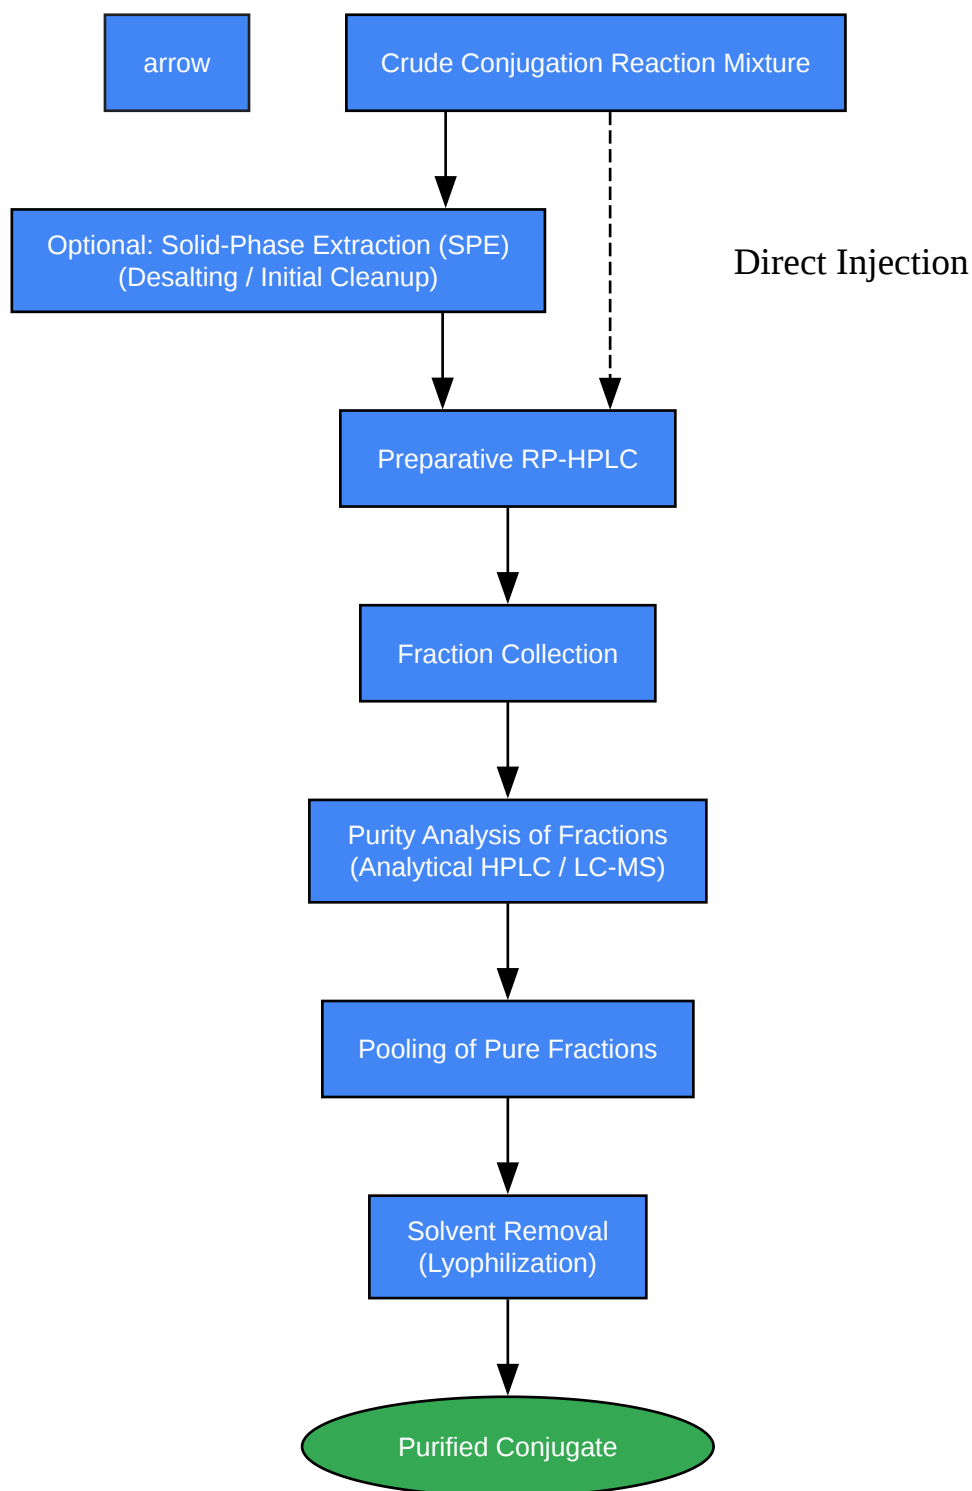 arrow
Crude Conjugation Reaction Mixture
Optional: Solid-Phase Extraction (SPE)
(Desalting / Initial Cleanup)
Direct Injection
Preparative RP-HPLC
Fraction Collection
Purity Analysis of Fractions
(Analytical HPLC / LC-MS)
Pooling of Pure Fractions
Solvent Removal
(Lyophilization)
Purified Conjugate